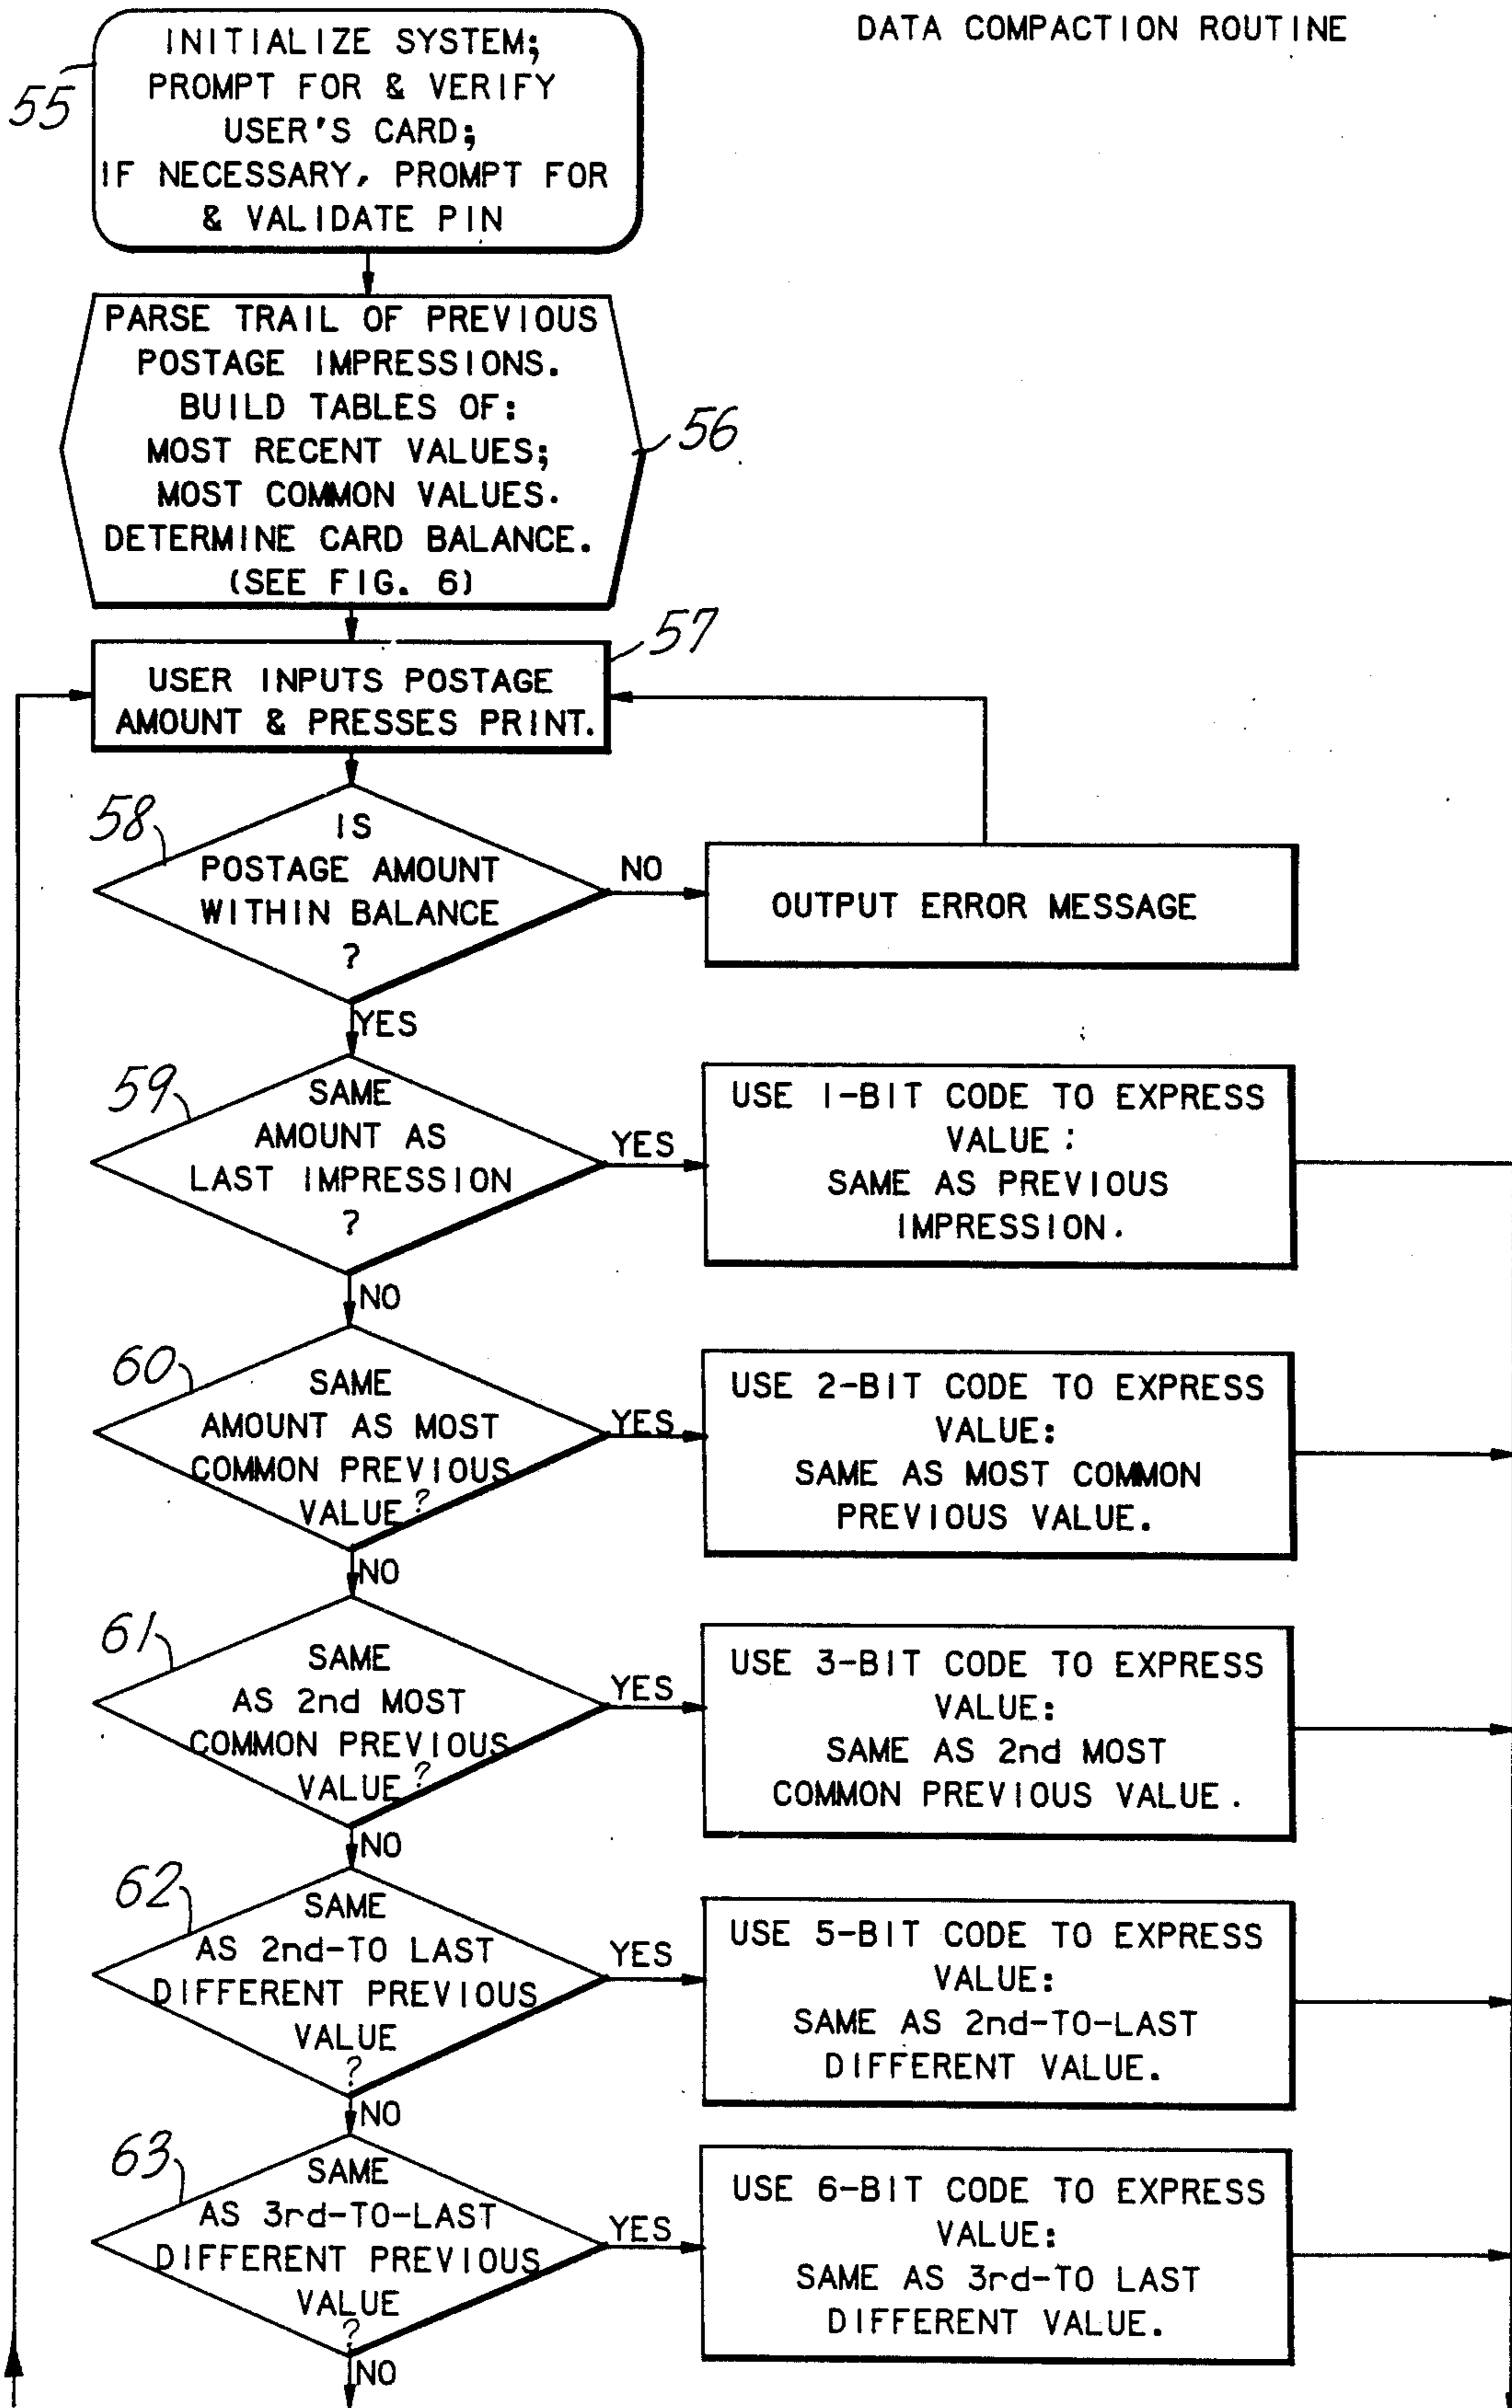 DATA COMPACTION ROUTINE
55
INITIALIZE SYSTEM;
PROMPT FOR & VERIFY
USER'S CARD;
IF NECESSARY, PROMPT FOR
& VALIDATE PIN
PARSE TRAIL OF PREVIOUS
POSTAGE IMPRESSIONS.
BUILD TABLES OF:
MOST RECENT VALUES;
MOST COMMON VALUES.
DETERMINE CARD BALANCE.
(SEE FIG. 6)
56
57
USER INPUTS POSTAGE
AMOUNT & PRESSES PRINT.
58
IS
POSTAGE AMOUNT
WITHIN BALANCE
?
NO
OUTPUT ERROR MESSAGE
YES
59
SAME
AMOUNT AS
LAST IMPRESSION
?
YES
USE 1-BIT CODE TO EXPRESS
VALUE:
SAME AS PREVIOUS
IMPRESSION.
NO
60
SAME
AMOUNT AS MOST
COMMON PREVIOUS
VALUE?
YES
USE 2-BIT CODE TO EXPRESS
VALUE:
SAME AS MOST COMMON
PREVIOUS VALUE.
NO
61
SAME
AS 2nd MOST
COMMON PREVIOUS
VALUE?
YES
USE 3-BIT CODE TO EXPRESS
VALUE:
SAME AS 2nd MOST
COMMON PREVIOUS VALUE.
NO
62
SAME
AS 2nd-TO LAST
DIFFERENT PREVIOUS
VALUE
?
YES
USE 5-BIT CODE TO EXPRESS
VALUE:
SAME AS 2nd-TO-LAST
DIFFERENT VALUE.
NO
63
SAME
AS 3rd-TO-LAST
DIFFERENT PREVIOUS
VALUE
?
YES
USE 6-BIT CODE TO EXPRESS
VALUE:
SAME AS 3rd-TO LAST
DIFFERENT VALUE.
NO